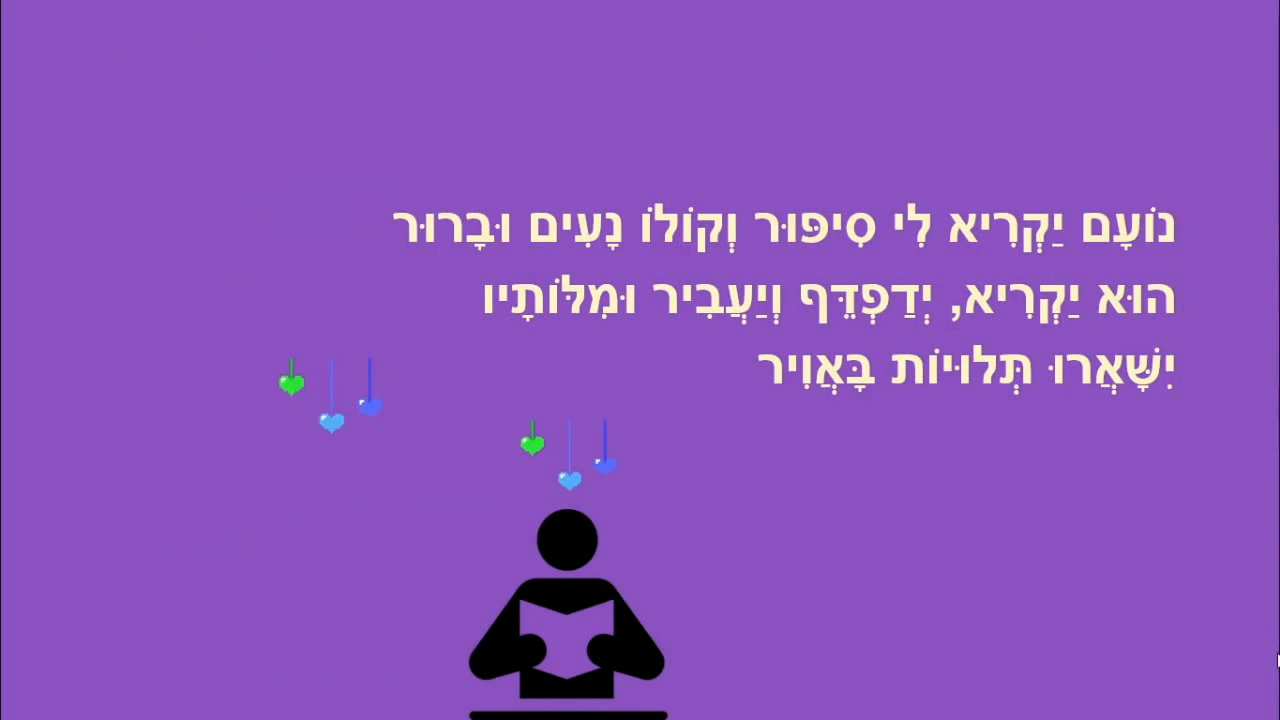 נוֹעָם יַקְרִיא לִי סִיפּוּר וְקוֹלוֹ נָעִים וּבָרוּר
הוּא יַקְרִיא, יְדַפְדֵּף וְיַעֲבִיר וּמִלּוֹתָיו
יִשָּׁאֲרוּ תְּלוּיוֹת בָּאֲוִיר